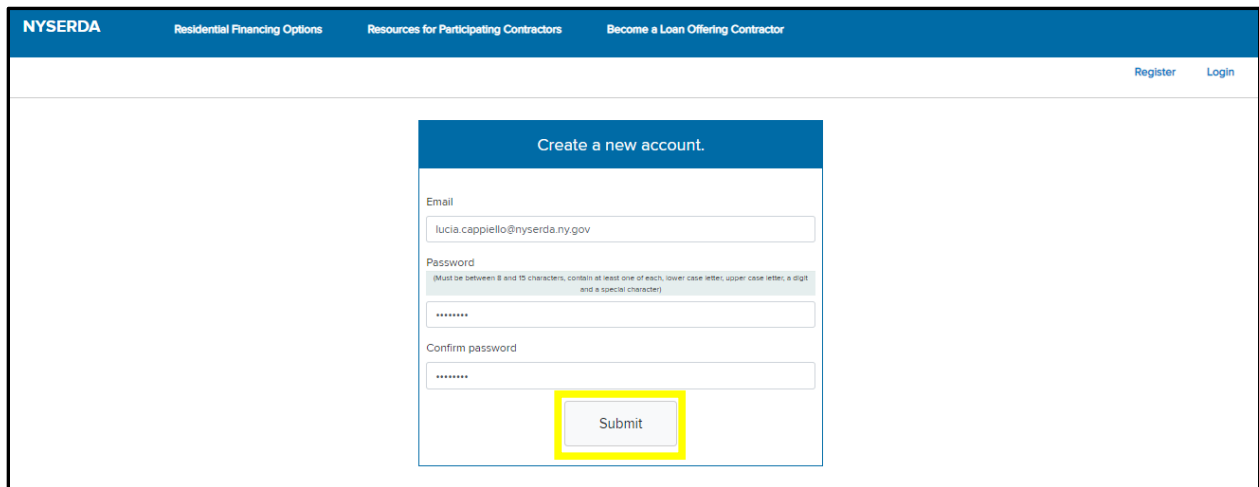 NYSERDA Residential Financing Options Resources for Participating Contractors Become a Loan Offering Contractor
Register Login
Create a new account.
Email
lucia.cappiello@nyserda.ny.gov
Password
(Must be between 8 and 15 characters, contain at least one of each, lower case letter, upper case letter, a digit
and a special character)
••••••••
Confirm password
••••••••
Submit